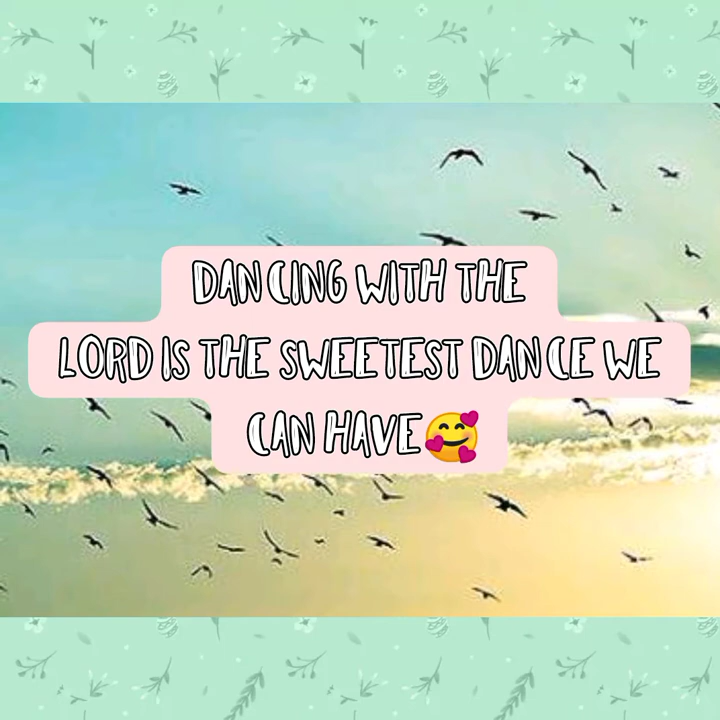 DANCING WITH THE
LORD IS THE SWEETEST DANCE WE
CAN HAVE🥰